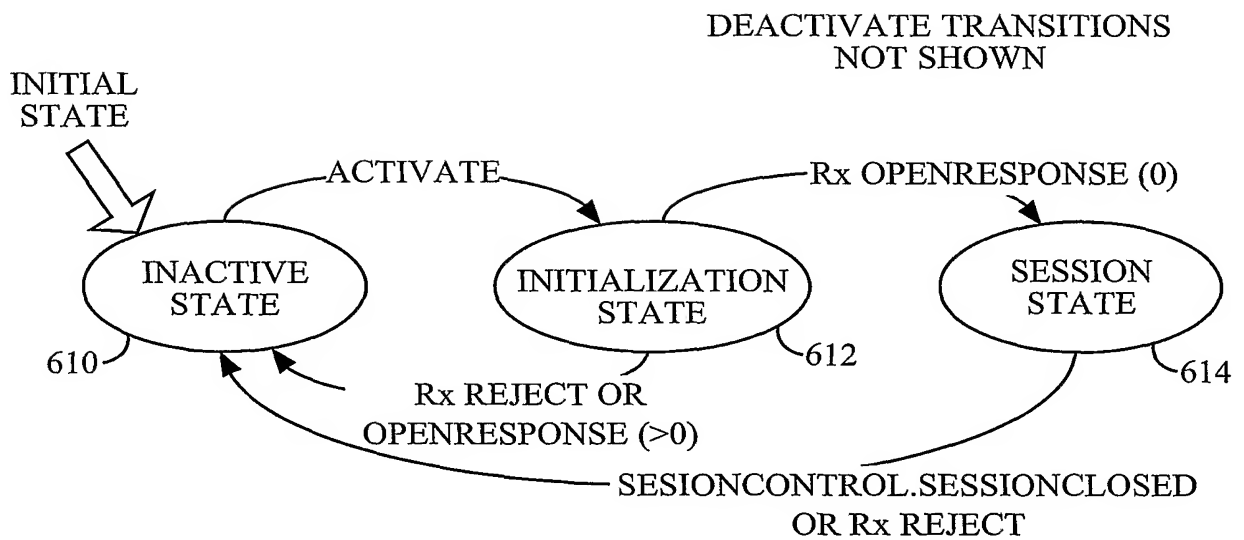 DEACTIVATE TRANSITIONS
NOT SHOWN
INITIAL
STATE
ACTIVATE
Rx OPENRESPONSE (0)
INACTIVE
STATE
INITIALIZATION
STATE
SESSION
STATE
610
612
614
Rx REJECT OR
OPENRESPONSE (>0)
SESIONCONTROL.SESSIONCLOSED
OR Rx REJECT